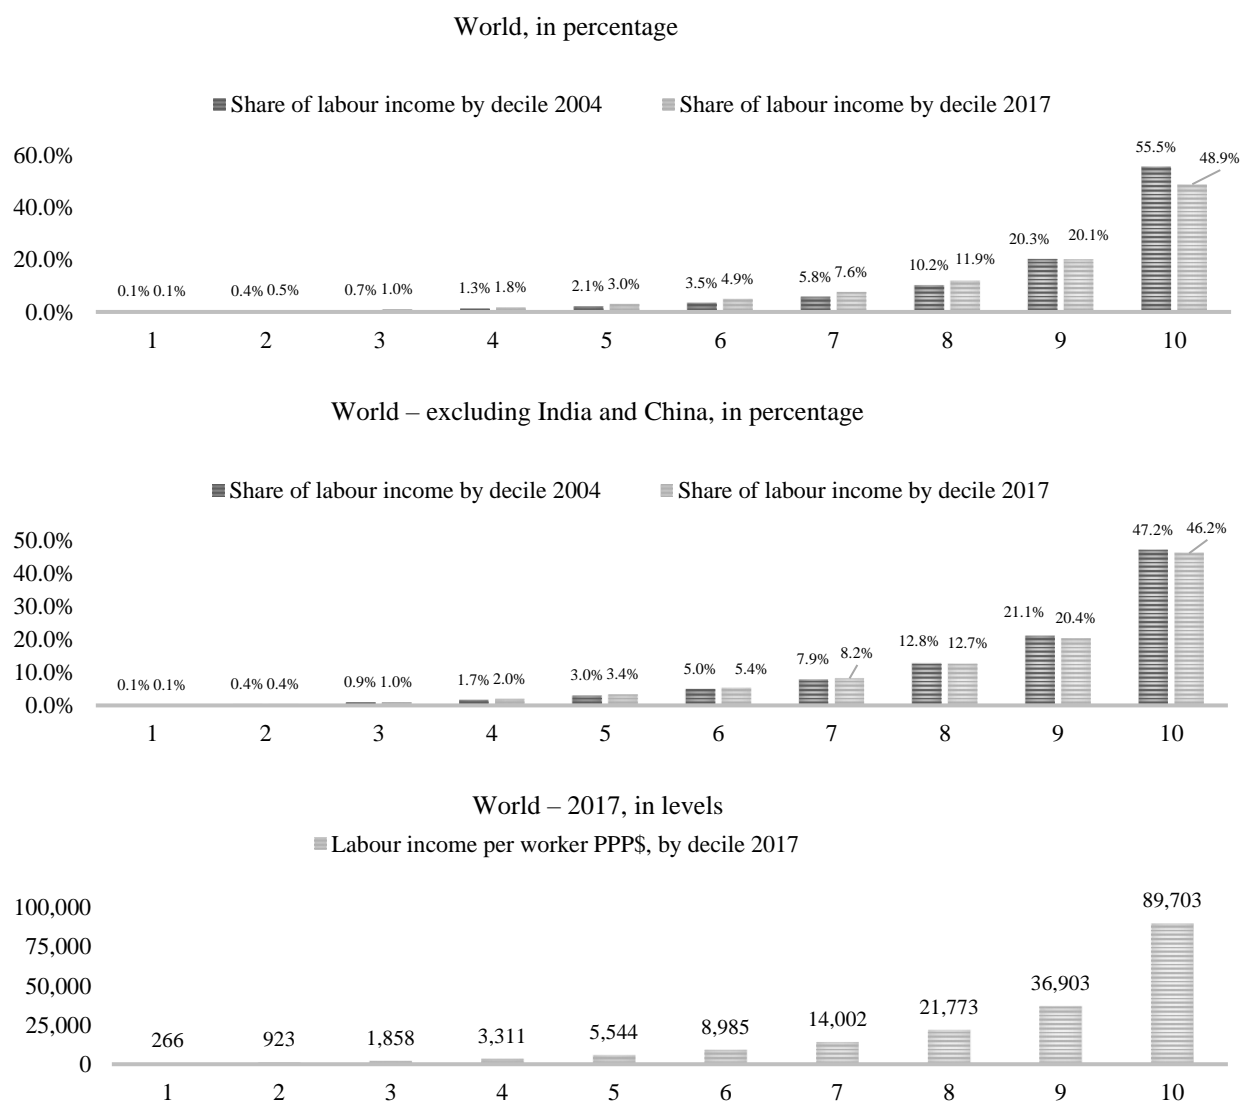 World, in percentage
Share of labour income by decile 2004 Share of labour income by decile 2017
60.0%
40.0%
20.0%
0.0%
0.1% 0.1% 0.4% 0.5% 0.7% 1.0% 1.3% 1.8% 2.1% 3.0% 3.5% 4.9% 5.8% 7.6% 10.2% 11.9% 20.3% 20.1% 55.5% 48.9%
1 2 3 4 5 6 7 8 9 10
World – excluding India and China, in percentage
Share of labour income by decile 2004 Share of labour income by decile 2017
50.0%
40.0%
30.0%
20.0%
10.0%
0.0%
0.1% 0.1% 0.4% 0.4% 0.9% 1.0% 1.7% 2.0% 3.0% 3.4% 5.0% 5.4% 7.9% 8.2% 12.8% 12.7% 21.1% 20.4% 47.2% 46.2%
1 2 3 4 5 6 7 8 9 10
World – 2017, in levels
Labour income per worker PPP$, by decile 2017
100,000
75,000
50,000
25,000
0
266 923 1,858 3,311 5,544 8,985 14,002 21,773 36,903 89,703
1 2 3 4 5 6 7 8 9 10